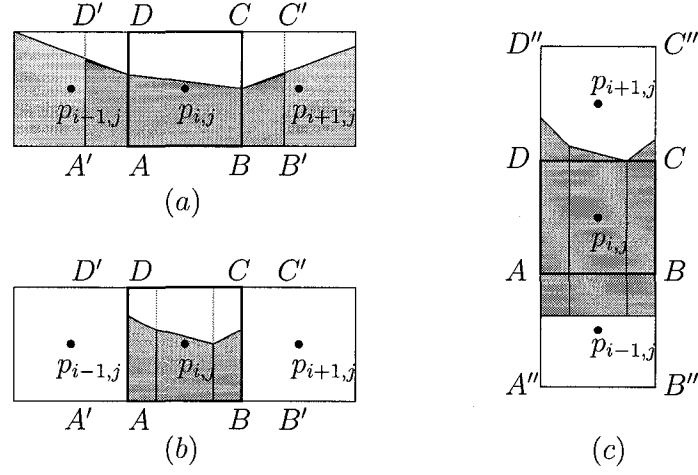 D′ D C C′
p_{i−1,j} p_{i,j} p_{i+1,j}
A′ A B B′
(a)
D′ D C C′
p_{i−1,j} p_{i,j} p_{i+1,j}
A′ A B B′
(b)
D″ C″
p_{i+1,j}
D C
p_{i,j}
A B
p_{i−1,j}
A″ B″
(c)